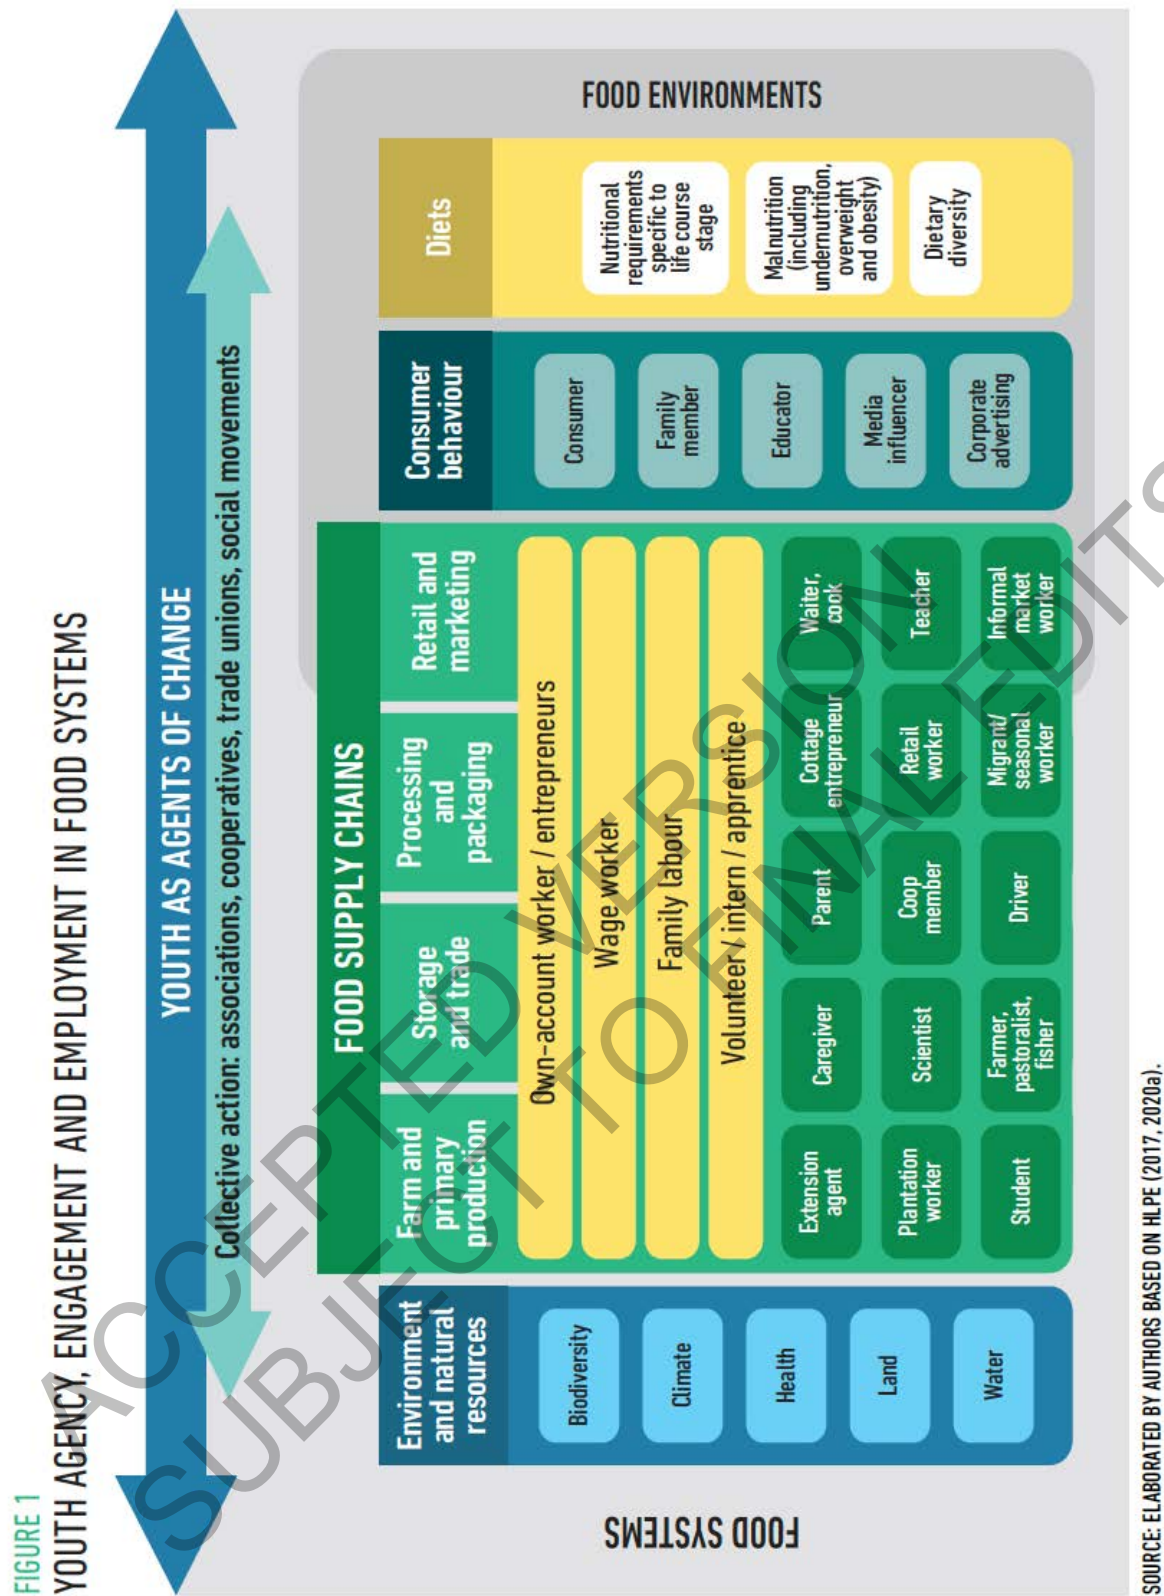 FIGURE 1
YOUTH AGENCY, ENGAGEMENT AND EMPLOYMENT IN FOOD SYSTEMS
YOUTH AS AGENTS OF CHANGE
Collective action: associations, cooperatives, trade unions, social movements
FOOD SYSTEMS
Environment
and natural
resources
Biodiversity
Climate
Health
Land
Water
FOOD SUPPLY CHAINS
Farm and
primary
production
Storage
and trade
Processing
and
packaging
Retail and
marketing
Own-account worker / entrepreneurs
Wage worker
Family labour
Volunteer / intern / apprentice
Extension
agent
Caregiver
Parent
Cottage
entrepreneur
Waiter,
cook
Plantation
worker
Scientist
Coop
member
Retail
worker
Teacher
Student
Farmer,
pastoralist,
fisher
Driver
Migrant/
seasonal
worker
Informal
market
worker
Consumer
behaviour
Consumer
Family
member
Educator
Media
influencer
Corporate
advertising
Diets
Nutritional
requirements
specific to
life course
stage
Malnutrition
(including
undernutrition,
overweight
and obesity)
Dietary
diversity
FOOD ENVIRONMENTS
SOURCE: ELABORATED BY AUTHORS BASED ON HLPE (2017, 2020a).
ACCEPTED VERSION
SUBJECT TO FINAL EDITS